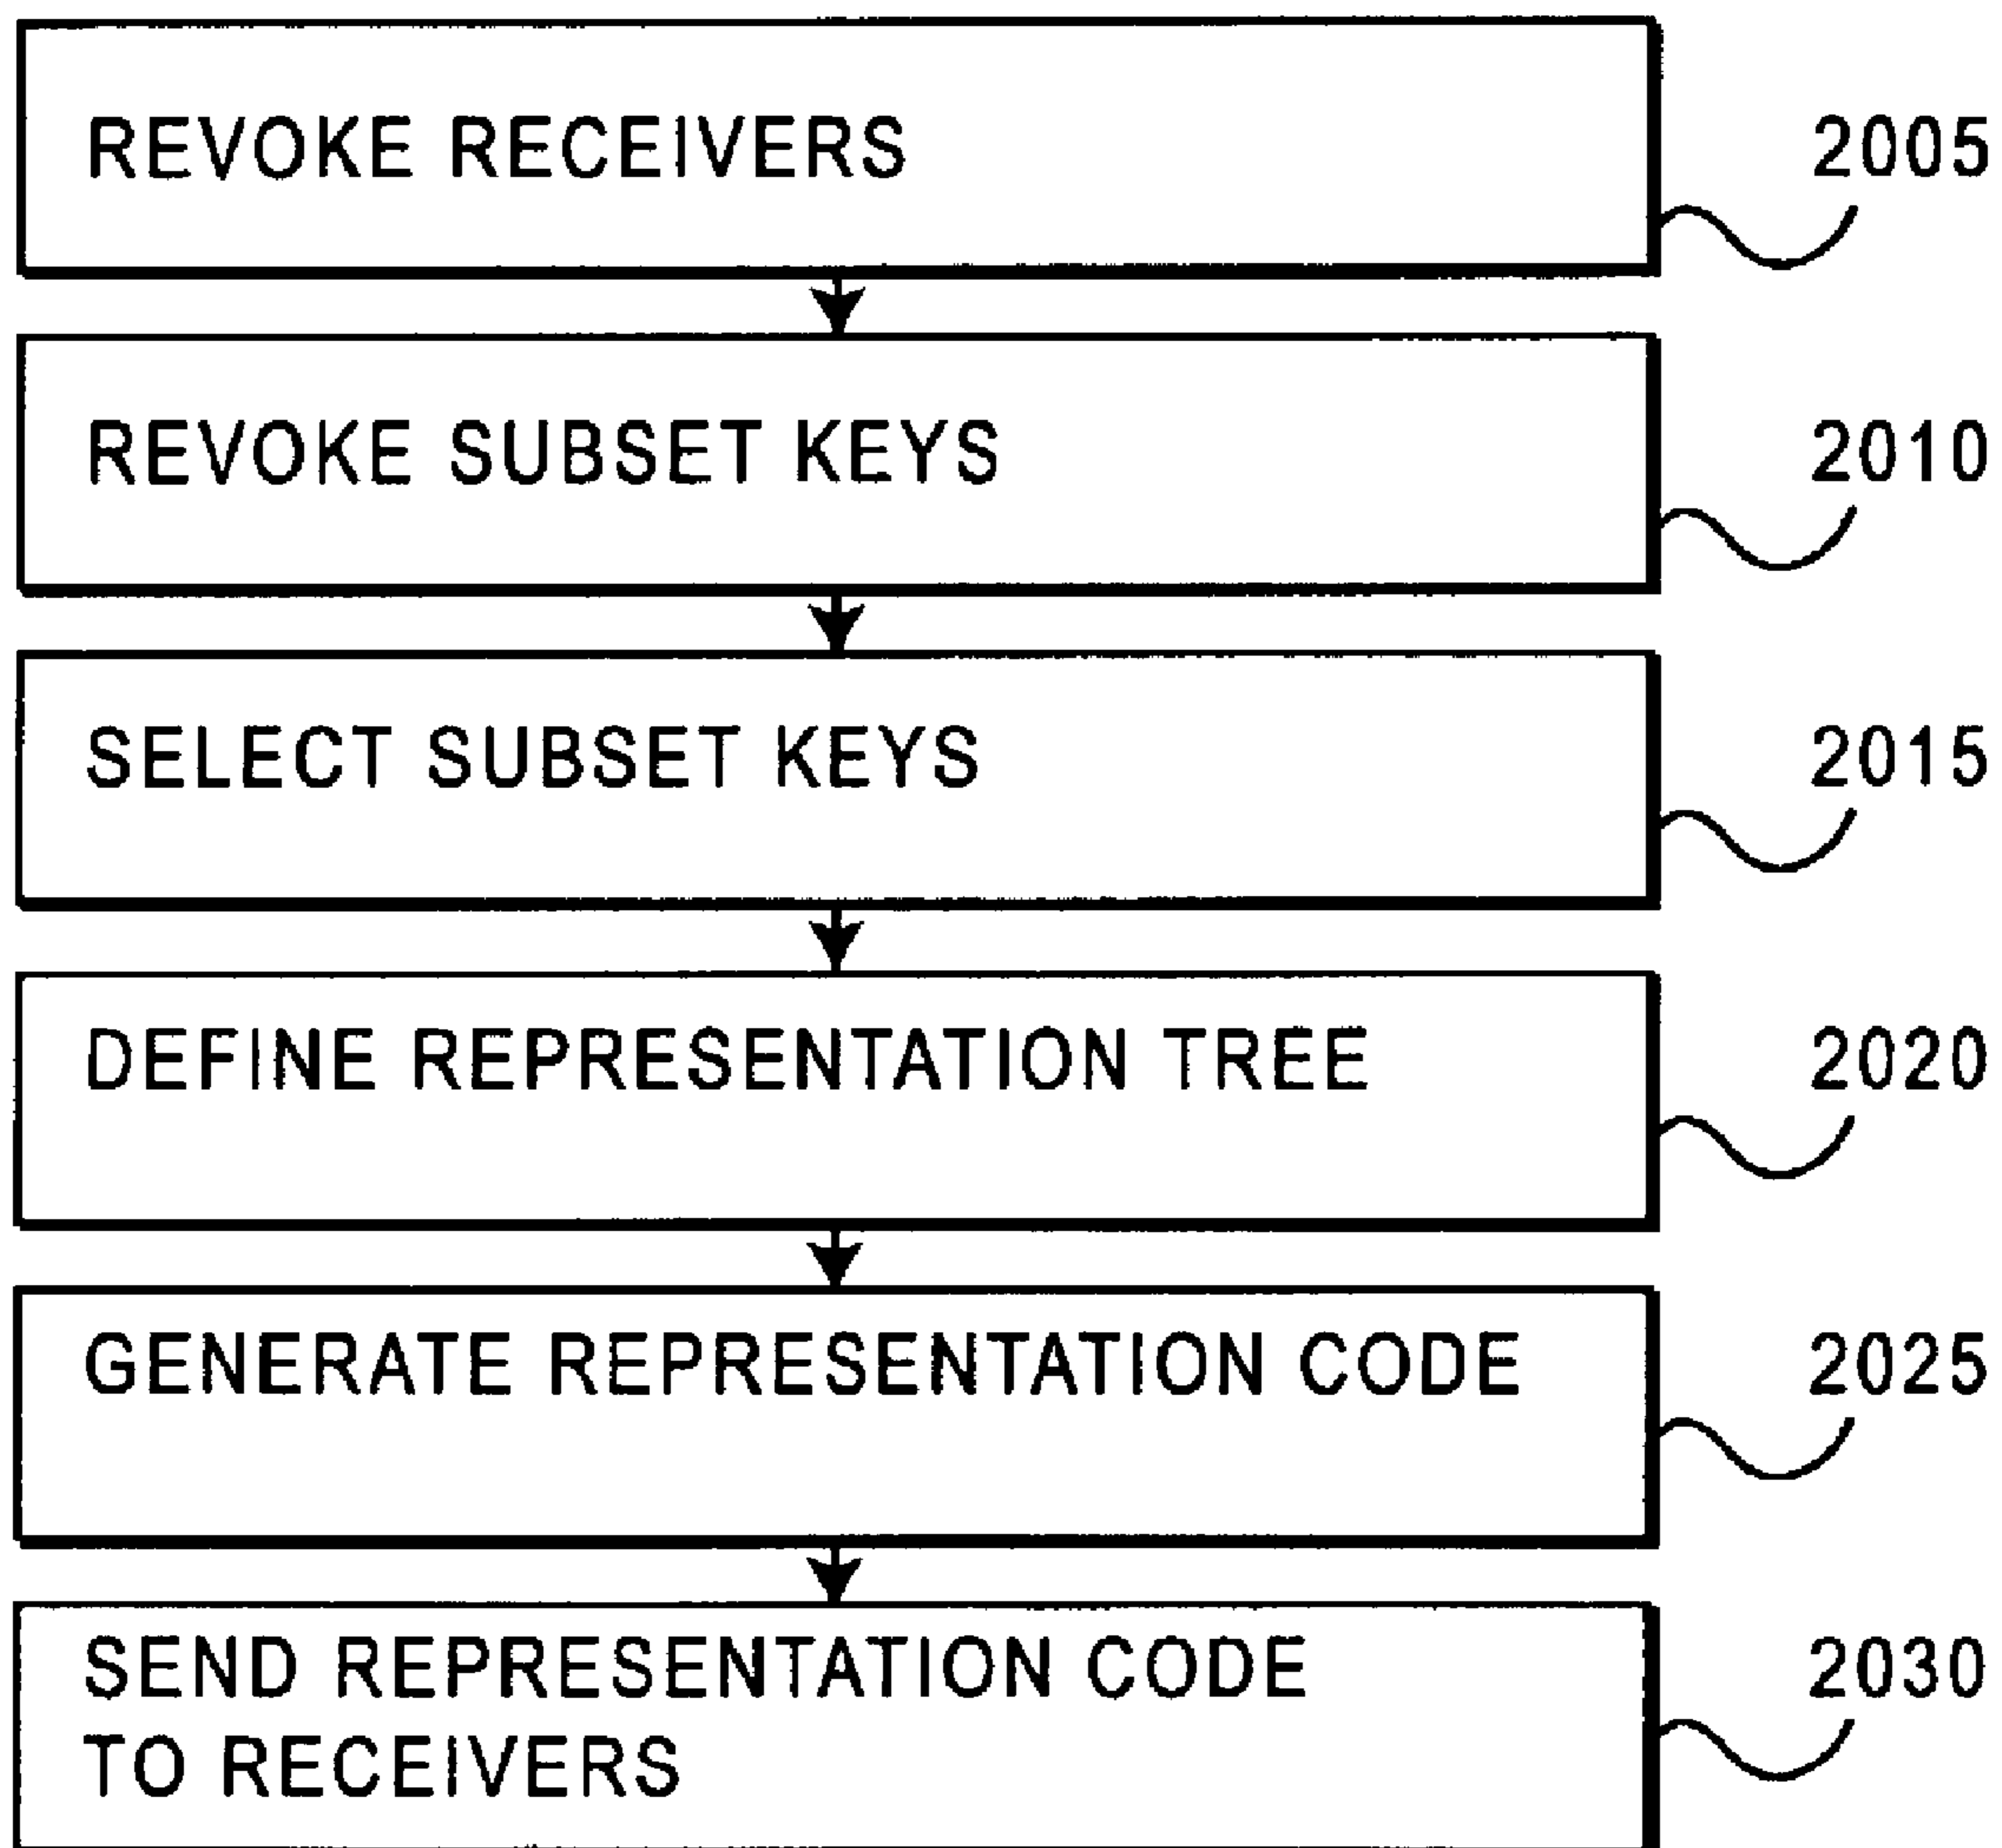 REVOKE RECEIVERS 2005
REVOKE SUBSET KEYS 2010
SELECT SUBSET KEYS 2015
DEFINE REPRESENTATION TREE 2020
GENERATE REPRESENTATION CODE 2025
SEND REPRESENTATION CODE 2030
TO RECEIVERS